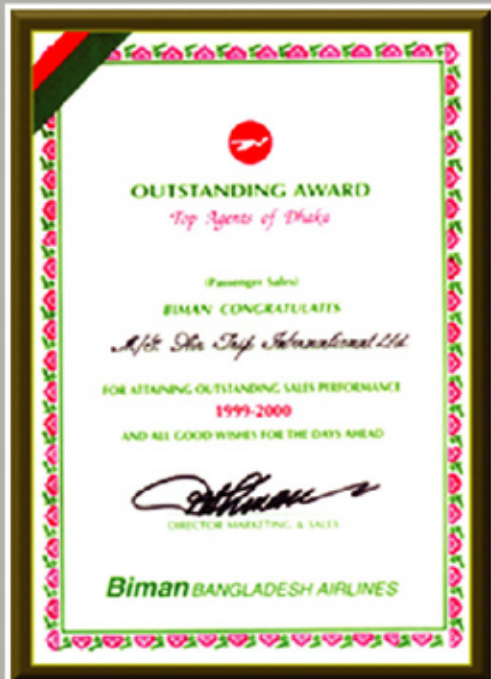 OUTSTANDING AWARD
Top Agents of Dhaka
(Passenger Sales)
BIMAN CONGRATULATES
M/S. Air Trip International Ltd.
FOR ATTAINING OUTSTANDING SALES PERFORMANCE
1999-2000
AND ALL GOOD WISHES FOR THE DAYS AHEAD
DIRECTOR MARKETING & SALES
Biman BANGLADESH AIRLINES